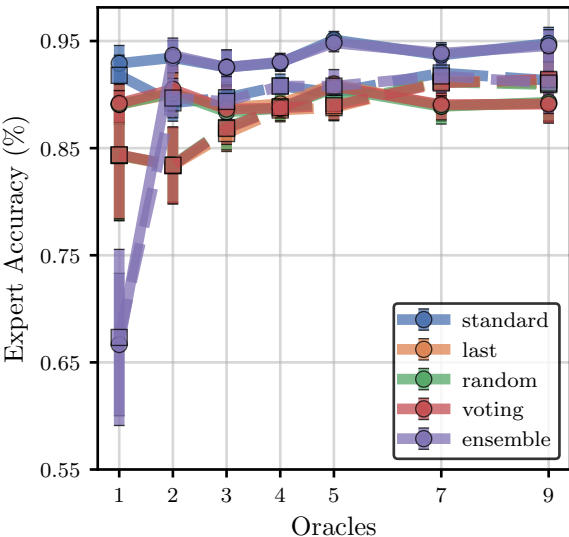 Expert Accuracy (%)
0.95
0.85
0.75
0.65
0.55
standard
last
random
voting
ensemble
1 2 3 4 5 7 9
Oracles